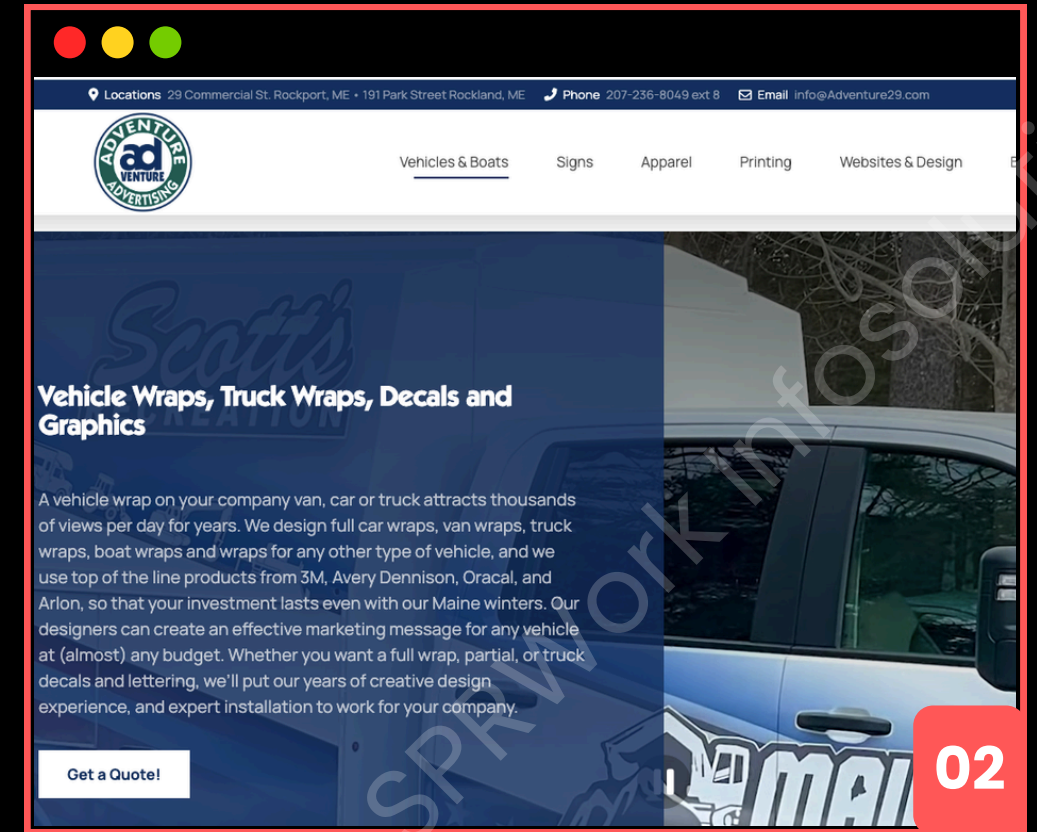 Locations 29 Commercial St. Rockport, ME • 191 Park Street Rockland, ME Phone 207-236-8049 ext 8 Email info@Adventure29.com
ADVENTURE
ad
VENTURE
ADVERTISING
Vehicles & Boats Signs Apparel Printing Websites & Design
Scott's
RECREATION
Vehicle Wraps, Truck Wraps, Decals and
Graphics
A vehicle wrap on your company van, car or truck attracts thousands
of views per day for years. We design full car wraps, van wraps, truck
wraps, boat wraps and wraps for any other type of vehicle, and we
use top of the line products from 3M, Avery Dennison, Oracal, and
Arlon, so that your investment lasts even with our Maine winters. Our
designers can create an effective marketing message for any vehicle
at (almost) any budget. Whether you want a full wrap, partial, or truck
decals and lettering, we'll put our years of creative design
experience, and expert installation to work for your company.
Get a Quote!
02
SPRWork Infosoluti